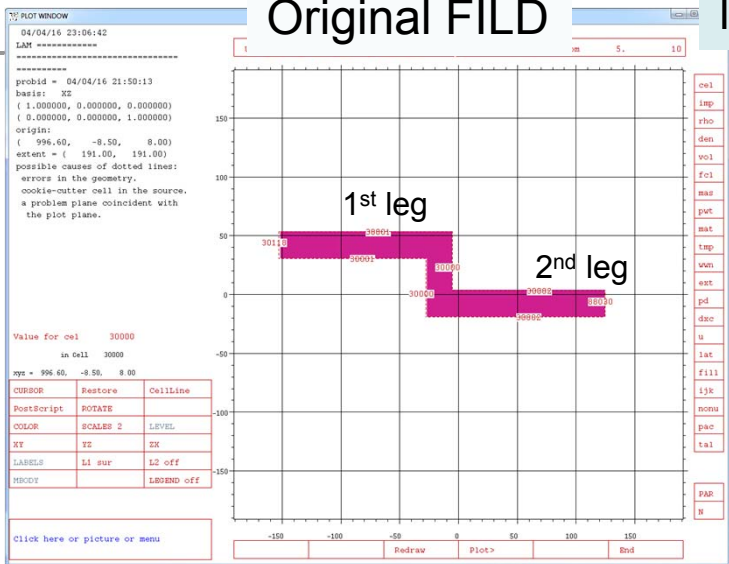 Original FILD
PLOT WINDOW
04/04/16 23:06:42
LAM ============
===============================
==========
probid = 04/04/16 21:50:13
basis: XZ
( 1.000000, 0.000000, 0.000000)
( 0.000000, 0.000000, 1.000000)
origin:
( 996.60, -8.50, 8.00)
extent = ( 191.00, 191.00)
possible causes of dotted lines:
errors in the geometry.
cookie-cutter cell in the source.
a problem plane coincident with
the plot plane.
5. 10
150
100
50
0
-50
-100
-150
1st leg
2nd leg
30118
30000
30000
-150 -100 -50 0 50 100 150
Value for cel 30000
in Cell 30000
xyz = 996.60, -8.50, 8.00
CURSOR Restore CellLine
PostScript ROTATE
COLOR SCALES 2 LEVEL
XY YZ ZX
LABELS L1 sur L2 off
MBODY LEGEND off
Click here or picture or menu
Redraw Plot> End
cel
imp
rho
den
vol
fcl
mas
pwt
mat
tmp
wwn
ext
pd
dxc
u
lat
fill
ijk
nonu
pac
tal
PAR
N